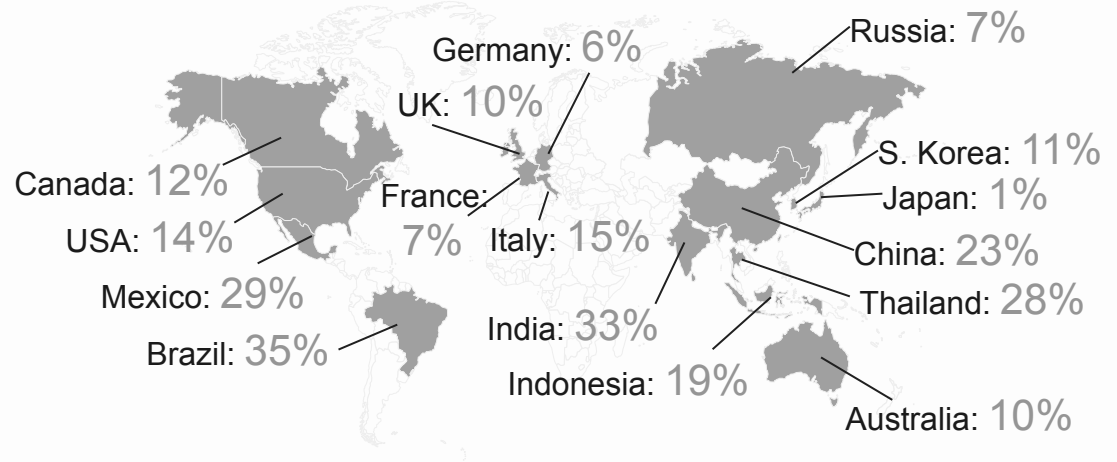 Russia: 7%
Germany: 6%
UK: 10%
S. Korea: 11%
Canada: 12%
France:
7%
Japan: 1%
USA: 14%
Italy: 15%
China: 23%
Mexico: 29%
Thailand: 28%
India: 33%
Brazil: 35%
Indonesia: 19%
Australia: 10%